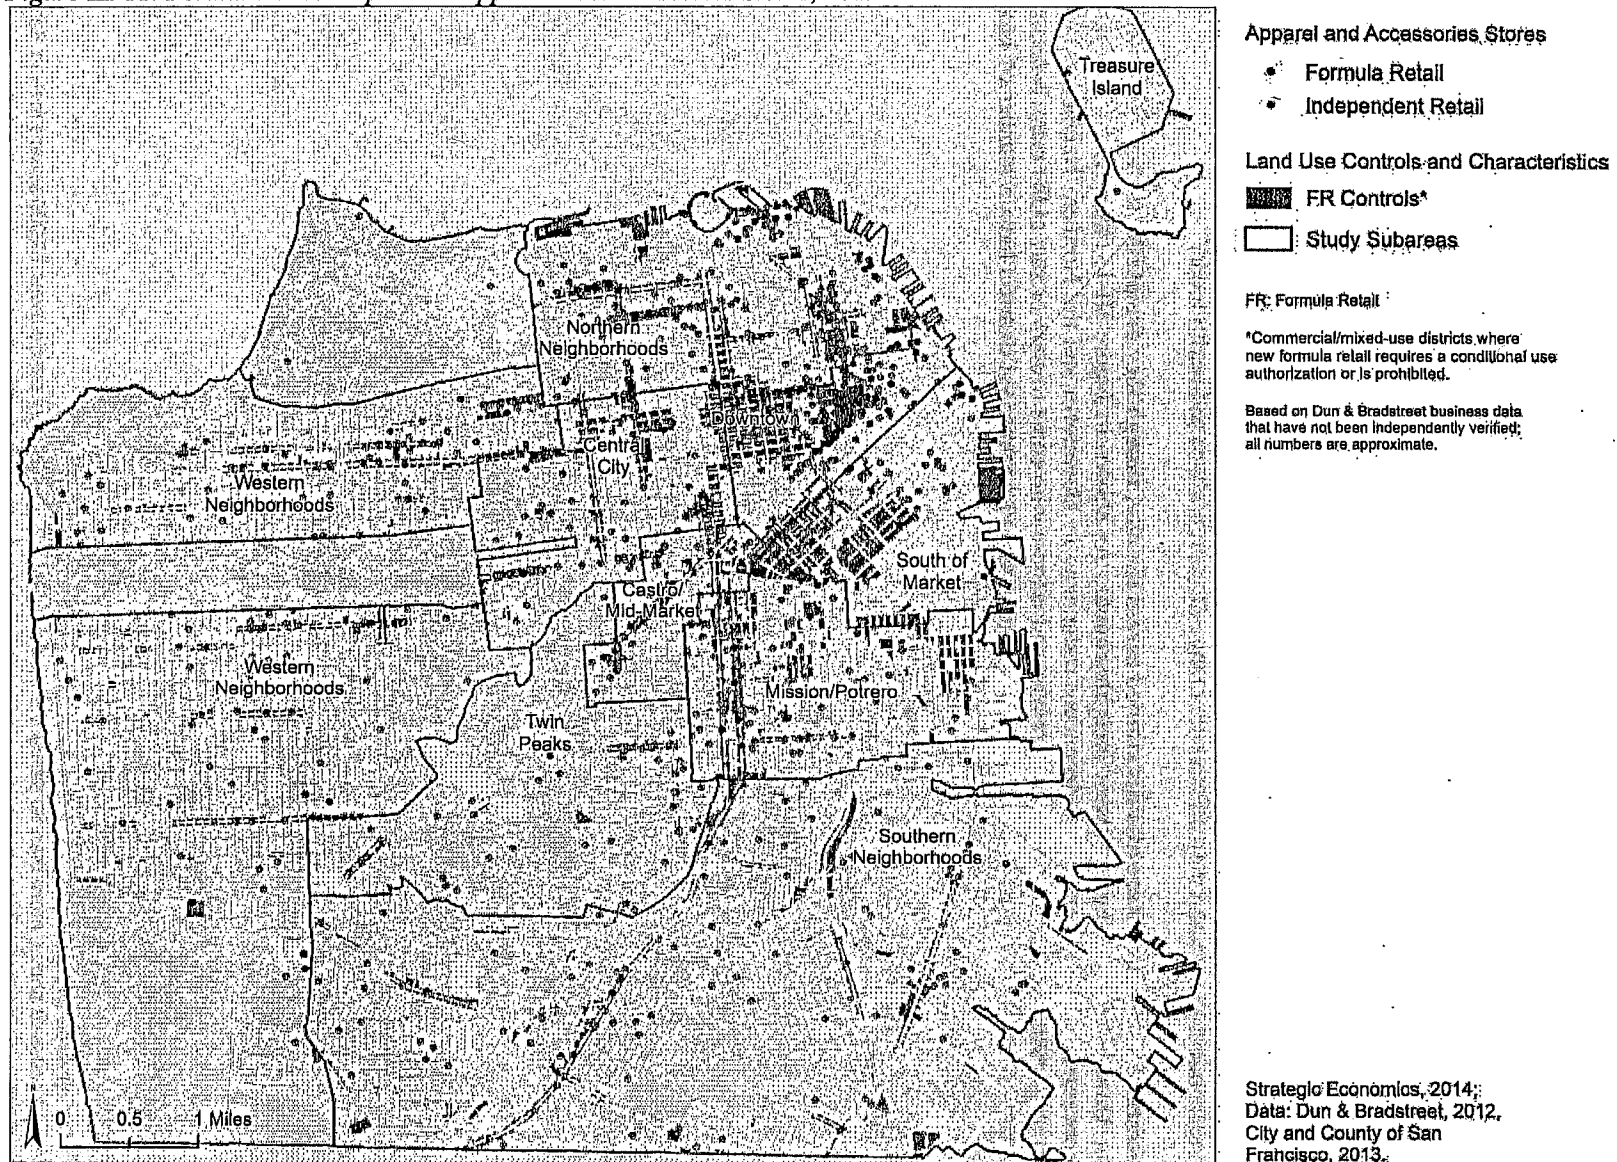 Apparel and Accessories Stores
Formula Retail
Independent Retail
Land Use Controls and Characteristics
FR Controls*
Study Subareas
FR: Formula Retail
*Commercial/mixed-use districts where
new formula retail requires a conditional use
authorization or is prohibited.
Based on Dun & Bradstreet business data
that have not been independently verified;
all numbers are approximate.
Treasure
Island
Northern
Neighborhoods
Downtown
Central
City
Western
Neighborhoods
South of
Market
Castro/
Mid-Market
Western
Neighborhoods
Mission/Potrero
Twin
Peaks
Southern
Neighborhoods
N
0 0.5 1 Miles
Strategic Economics, 2014;
Data: Dun & Bradstreet, 2012,
City and County of San
Francisco, 2013.